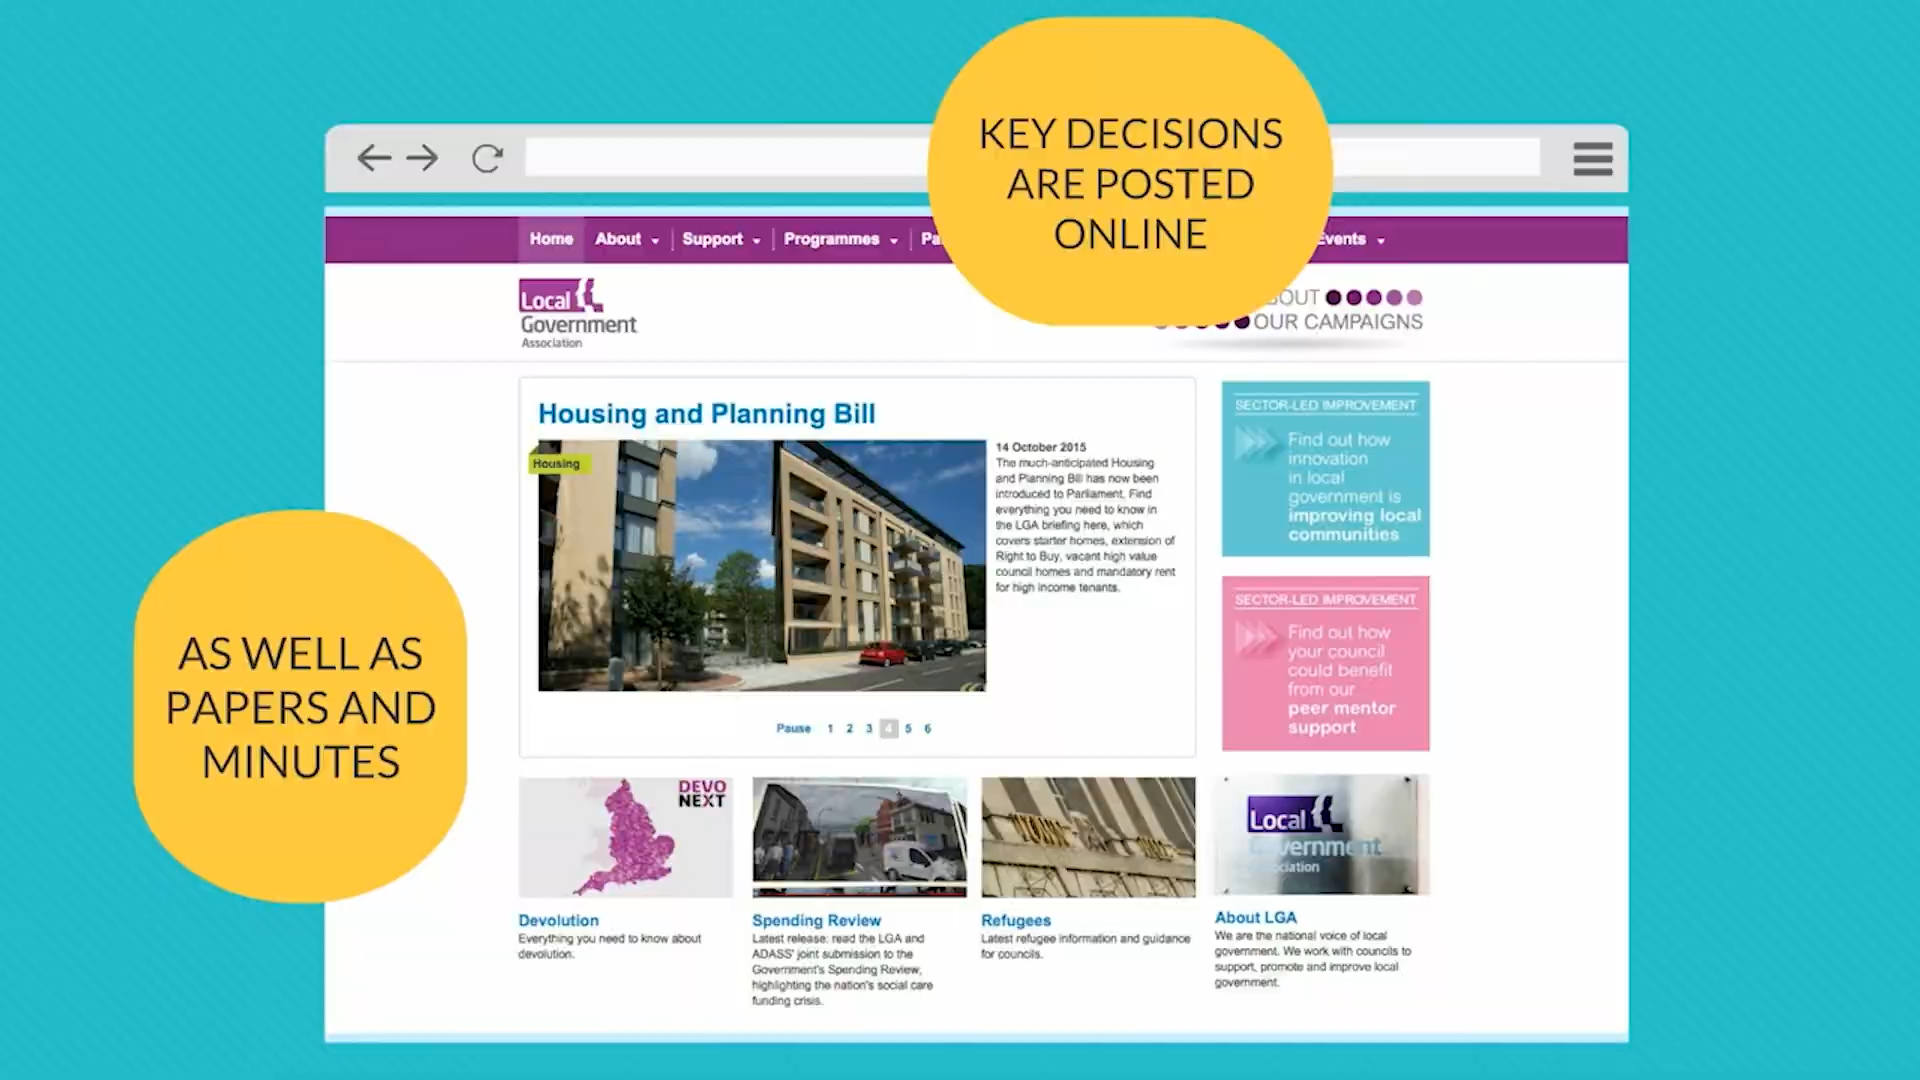 KEY DECISIONS
ARE POSTED
ONLINE
Home About Support Programmes Events
Local
Government
Association
OUR CAMPAIGNS
Housing and Planning Bill
Housing
14 October 2015
The much-anticipated Housing
and Planning Bill has now been
introduced to Parliament. Find
everything you need to know in
the LGA briefing here, which
covers starter homes, extension of
Right to Buy, vacant high value
council homes and mandatory rent
for high income tenants.
Pause 1 2 3 4 5 6
SECTOR-LED IMPROVEMENT
Find out how
innovation
in local
government is
improving local
communities
SECTOR-LED IMPROVEMENT
Find out how
your council
could benefit
from our
peer mentor
support
AS WELL AS
PAPERS AND
MINUTES
DEVO
NEXT
Devolution
Everything you need to know about
devolution.
Spending Review
Latest release: read the LGA and
ADASS' joint submission to the
Government's Spending Review,
highlighting the nation's social care
funding crisis.
Refugees
Latest refugee information and guidance
for councils.
Local
About LGA
We are the national voice of local
government. We work with councils to
support, promote and improve local
government.